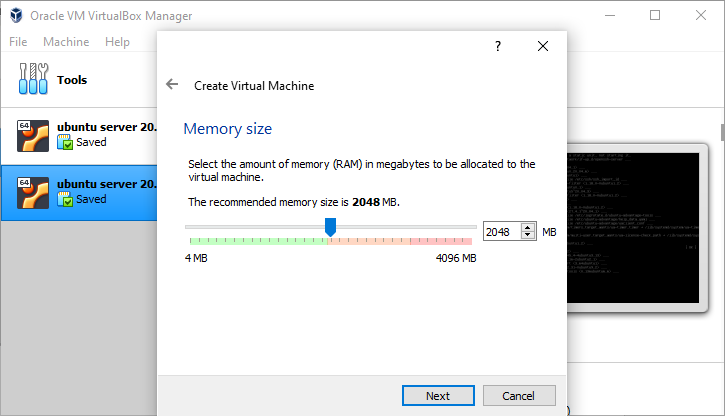 Oracle VM VirtualBox Manager
File Machine Help
Tools
64
ubuntu server 20.
Saved
64
ubuntu server 20.
Saved
?
Create Virtual Machine
Memory size
Select the amount of memory (RAM) in megabytes to be allocated to the
virtual machine.
The recommended memory size is 2048 MB.
2048 MB
4 MB 4096 MB
Next Cancel